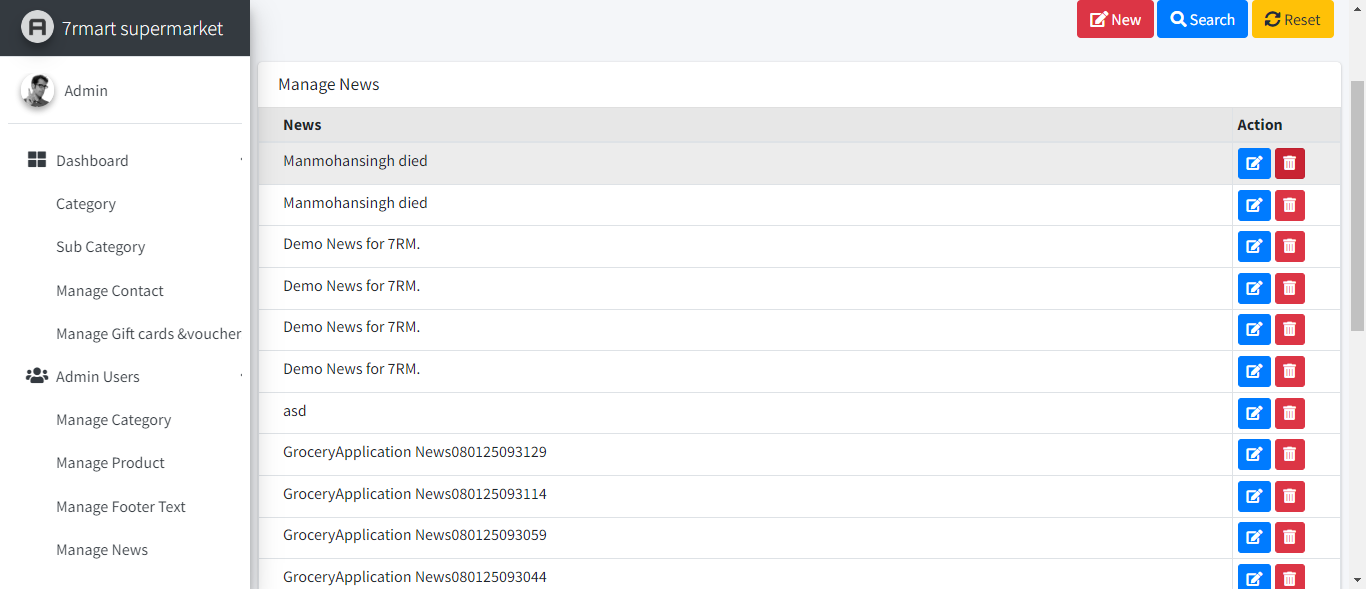 7rmart supermarket
New Search Reset
Admin
Manage News
News Action
Dashboard
Category
Sub Category
Manage Contact
Manage Gift cards &voucher
Admin Users
Manage Category
Manage Product
Manage Footer Text
Manage News
Manmohansingh died
Manmohansingh died
Demo News for 7RM.
Demo News for 7RM.
Demo News for 7RM.
Demo News for 7RM.
asd
GroceryApplication News080125093129
GroceryApplication News080125093114
GroceryApplication News080125093059
GroceryApplication News080125093044